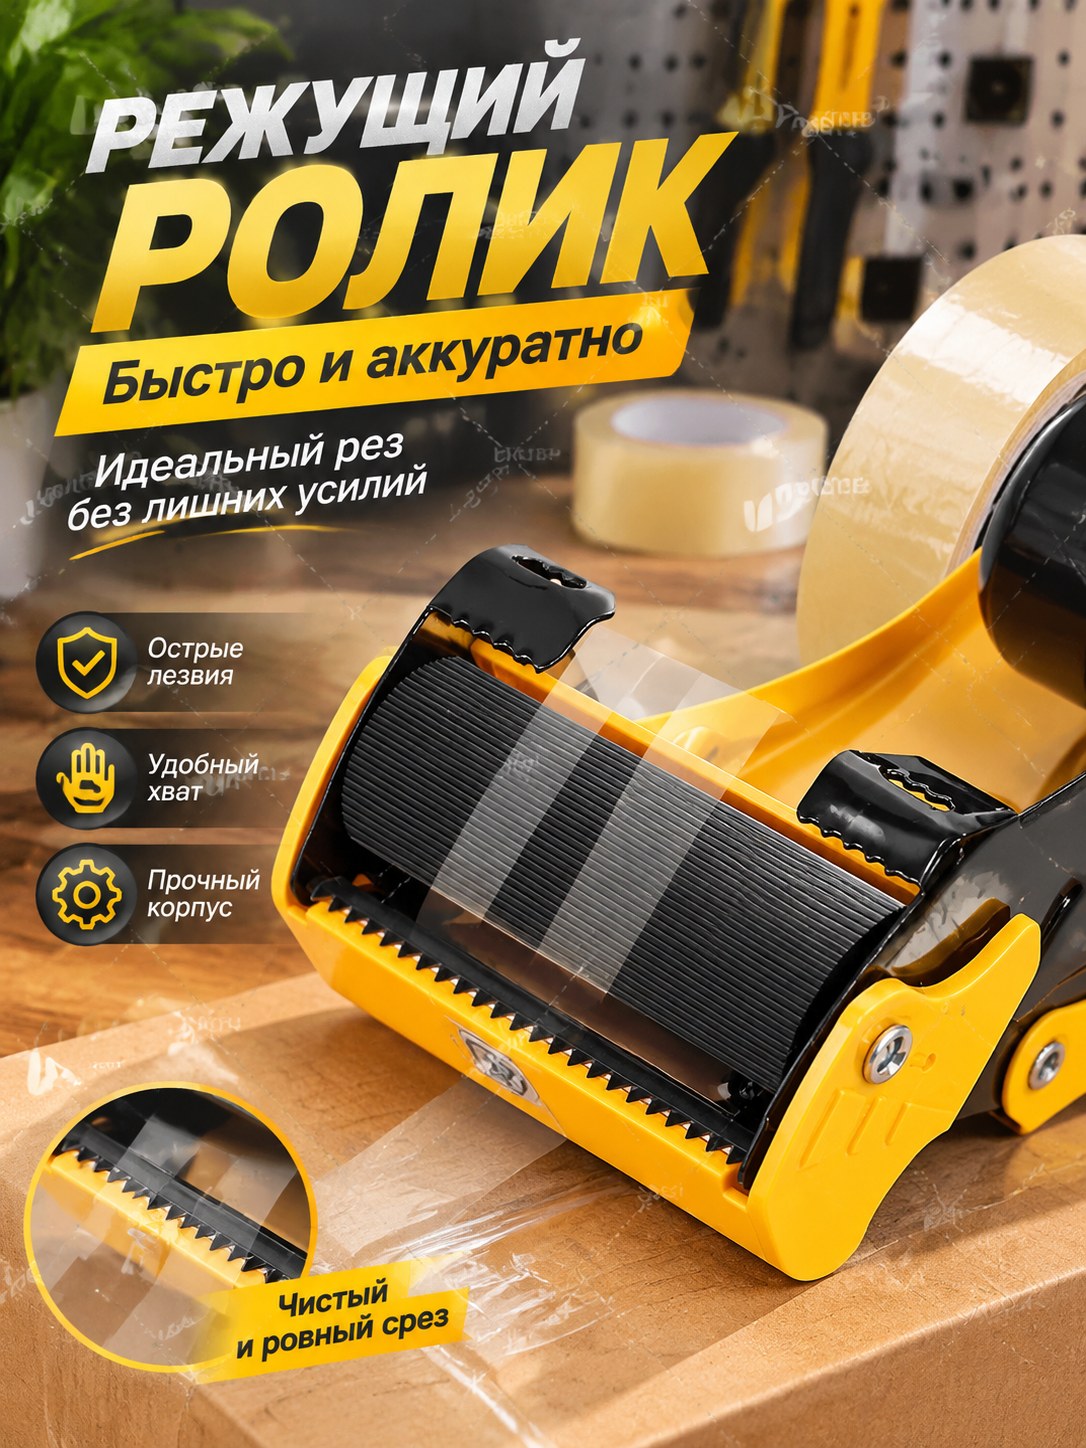 РЕЖУЩИЙ
РОЛИК
Быстро и аккуратно
Идеальный рез
без лишних усилий
Острые
лезвия
Удобный
хват
Прочный
корпус
Чистый
и ровный срез